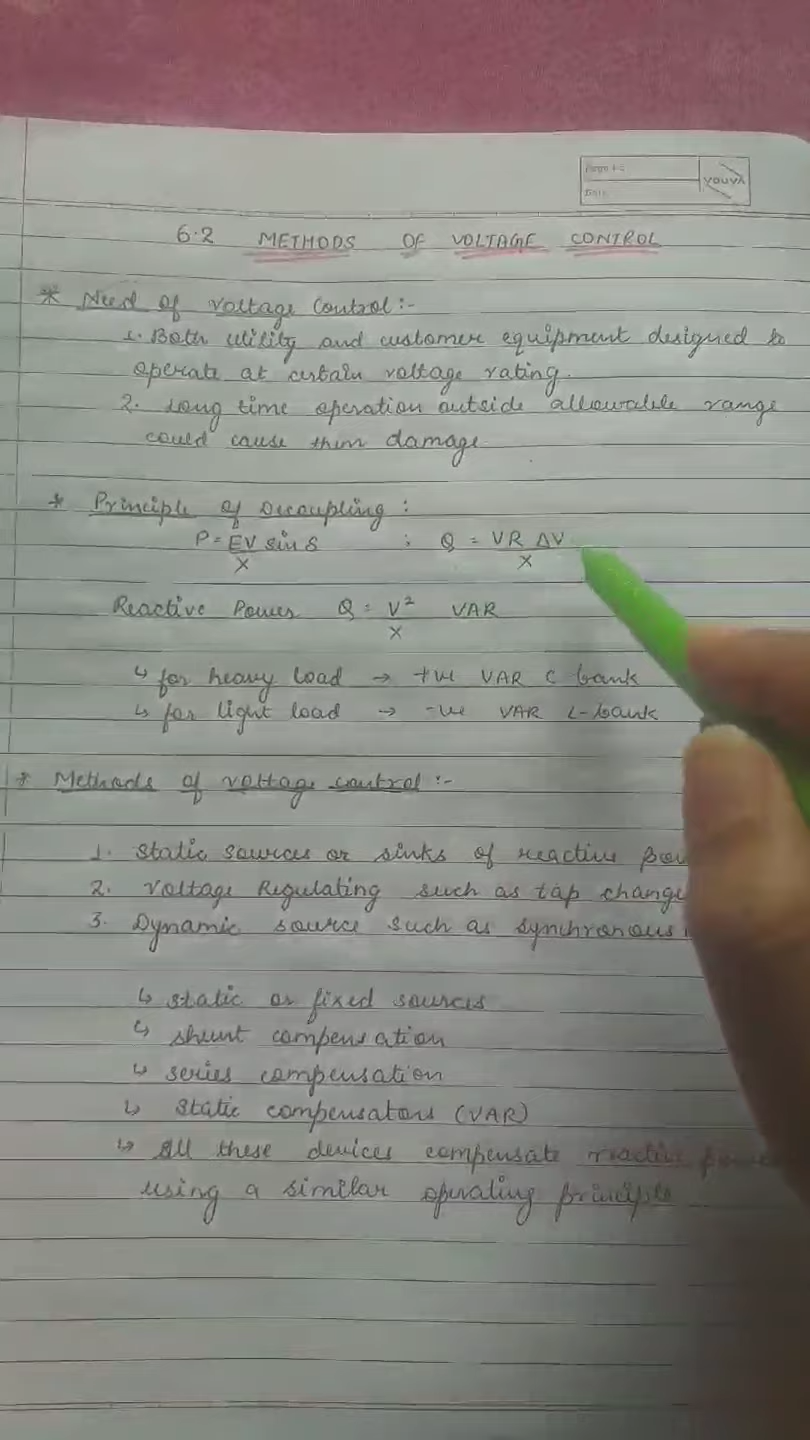 YOUVA
6.2 METHODS OF VOLTAGE CONTROL
* Need of voltage Control :-
1. Both utility and customer equipment designed to
operate at certain voltage rating.
2. Long time operation outside allowable range
could cause them damage
* Principle of Decoupling :
P = EV sin δ / X ; Q = VR ΔV / X
Reactive Power Q = V² / X VAR
↳ for heavy load → +ve VAR C bank
↳ for light load → -ve VAR L-bank
* Methods of voltage control :-
1. Static sources or sinks of reactive
2. Voltage Regulating such as tap change
3. Dynamic source such as synchronous
↳ static or fixed sources
↳ shunt compensation
↳ series compensation
↳ Static compensators (VAR)
↳ All these devices compensate reactive power
using a similar operating principle